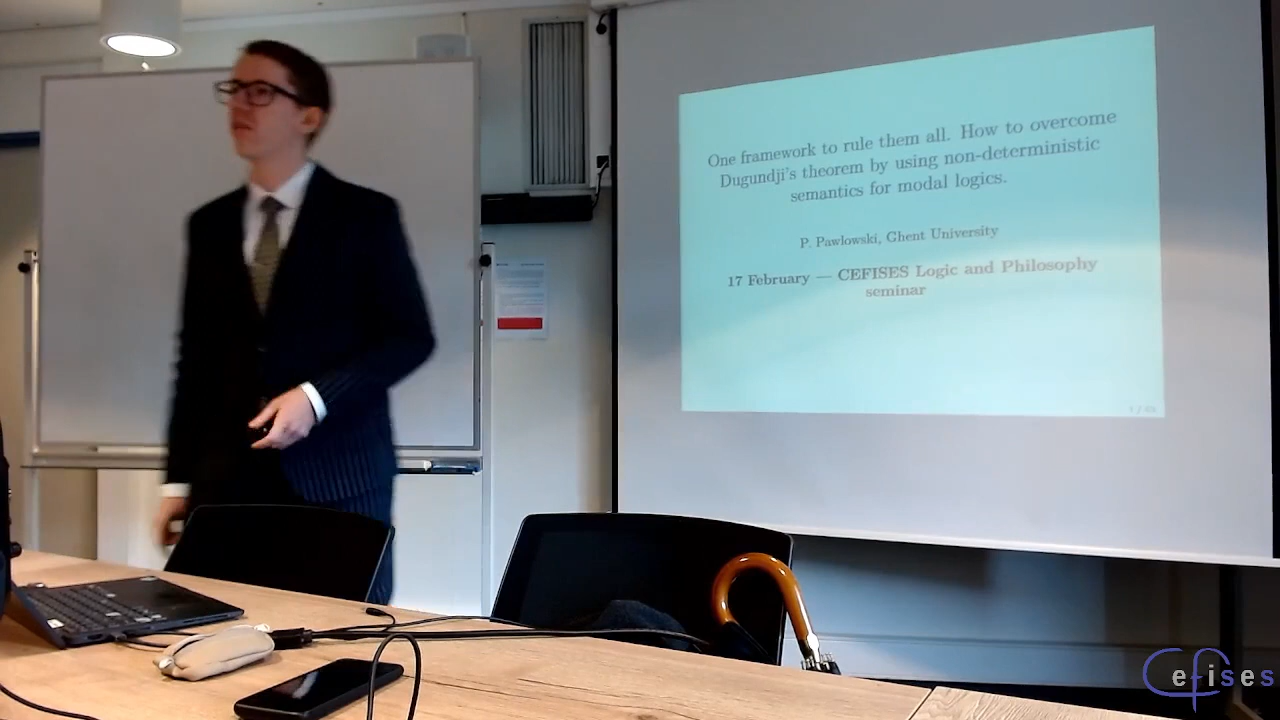 One framework to rule them all. How to overcome
Dugundji's theorem by using non-deterministic
semantics for modal logics.
P. Pawlowski, Ghent University
17 February — CEFISES Logic and Philosophy
seminar
Cefises